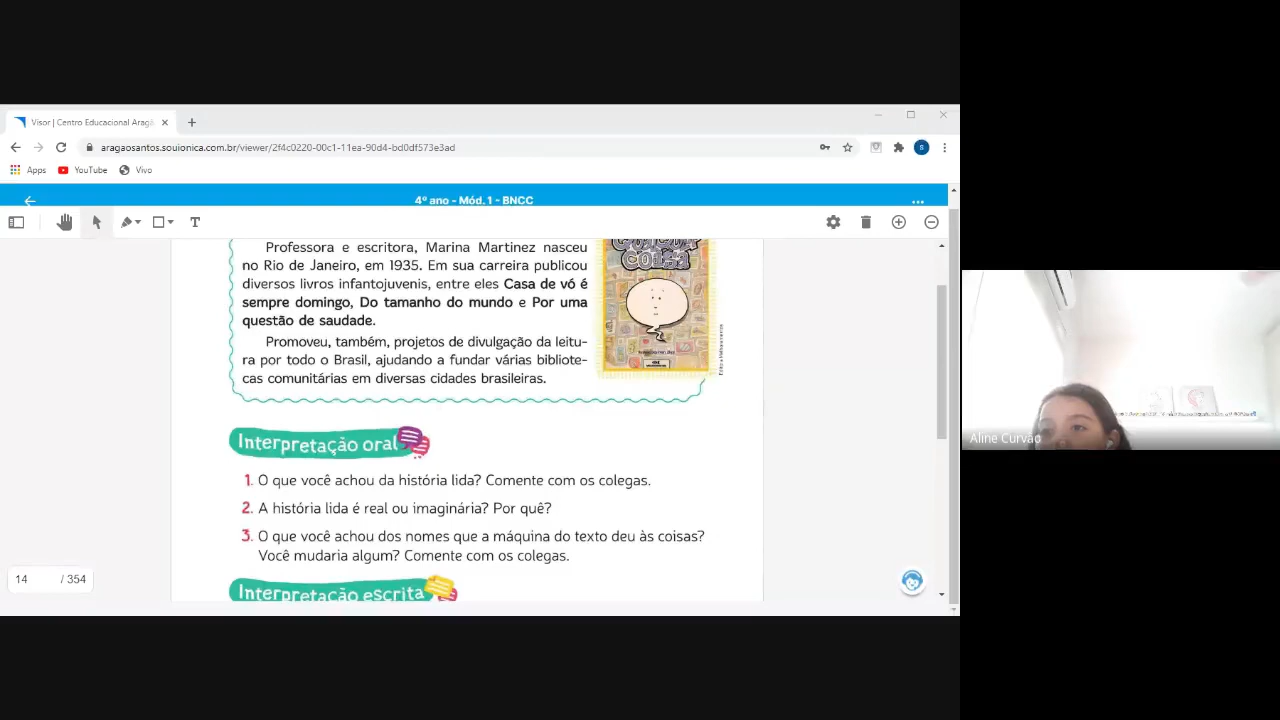 Visor | Centro Educacional Aragã
aragaosantos.souionica.com.br/viewer/2f4c0220-00c1-11ea-90d4-bd0df573e3ad
Apps YouTube Vivo
4º ano - Mód. 1 - BNCC
T
Professora e escritora, Marina Martinez nasceu
no Rio de Janeiro, em 1935. Em sua carreira publicou
diversos livros infantojuvenis, entre eles Casa de vó é
sempre domingo, Do tamanho do mundo e Por uma
questão de saudade.
Promoveu, também, projetos de divulgação da leitu-
ra por todo o Brasil, ajudando a fundar várias bibliote-
cas comunitárias em diversas cidades brasileiras.
coisa
Interpretação oral
1. O que você achou da história lida? Comente com os colegas.
2. A história lida é real ou imaginária? Por quê?
3. O que você achou dos nomes que a máquina do texto deu às coisas?
Você mudaria algum? Comente com os colegas.
Interpretação escrita
14 / 354
Aline Curvão